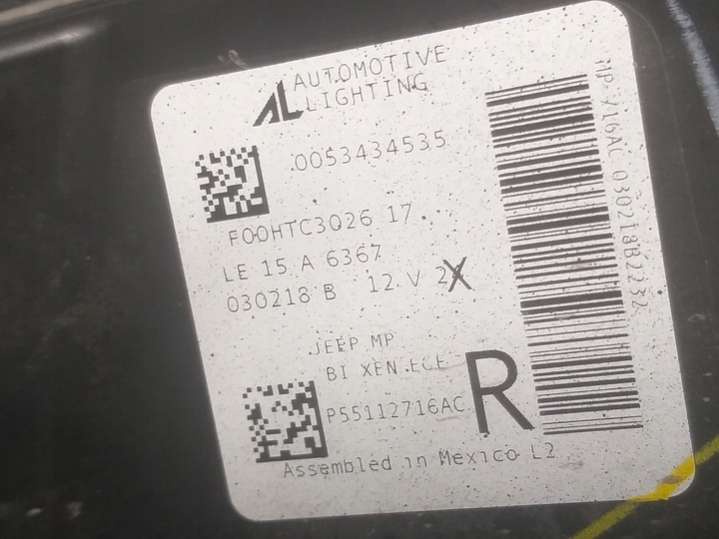 AL AUTOMOTIVE
LIGHTING
0053434535
F00HTC3026 17
LE 15 A 6367
030218 B 12 V 2X
JEEP MP
BI XEN ECE
P55112716AC
R
Assembled in Mexico L2
MP 716AC 030218B2232